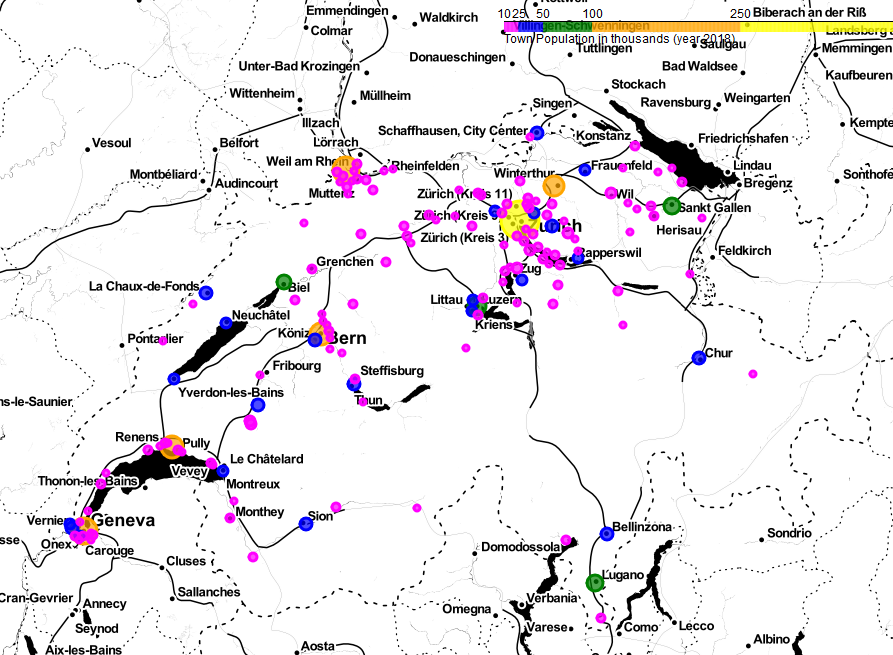 Rottweil
Emmendingen
Waldkirch
10 25 50 100 250
Biberach an der Riß
Colmar
Villingen-Schwenningen
Landsberg
Town Population in thousands (year 2018)
Saulgau
Tuttlingen
Memmingen
Donaueschingen
Unter-Bad Krozingen
Bad Waldsee
Kaufbeuren
Stockach
Wittenheim
Müllheim
Singen
Ravensburg
Weingarten
Illzach
Schaffhausen, City Center
Konstanz
Kempte
Vesoul
Belfort
Lörrach
Friedrichshafen
Weil am Rhein
Rheinfelden
Winterthur
Frauenfeld
Lindau
Montbéliard
Audincourt
Bregenz
Sonthofe
Muttenz
Zürich (Kreis 11)
Wil
Sankt Gallen
Zürich (Kreis 9
Zürich
Herisau
Zürich (Kreis 3)
Rapperswil
Feldkirch
Grenchen
Zug
La Chaux-de-Fonds
Biel
Littau
Luzern
Neuchâtel
Kriens
Pontarlier
Köniz
Bern
Chur
Fribourg
Steffisburg
Yverdon-les-Bains
Thun
ns-le-Saunier
Renens
Pully
Le Châtelard
Vevey
Thonon-les-Bains
Montreux
Monthey
Sion
Vernier
Geneva
Bellinzona
sse
Onex
Carouge
Domodossola
Sondrio
Cluses
Lugano
Cran-Gevrier
Sallanches
Annecy
Verbania
Omegna
Seynod
Varese
Como
Lecco
Aosta
Albino
Aix-les-Bains